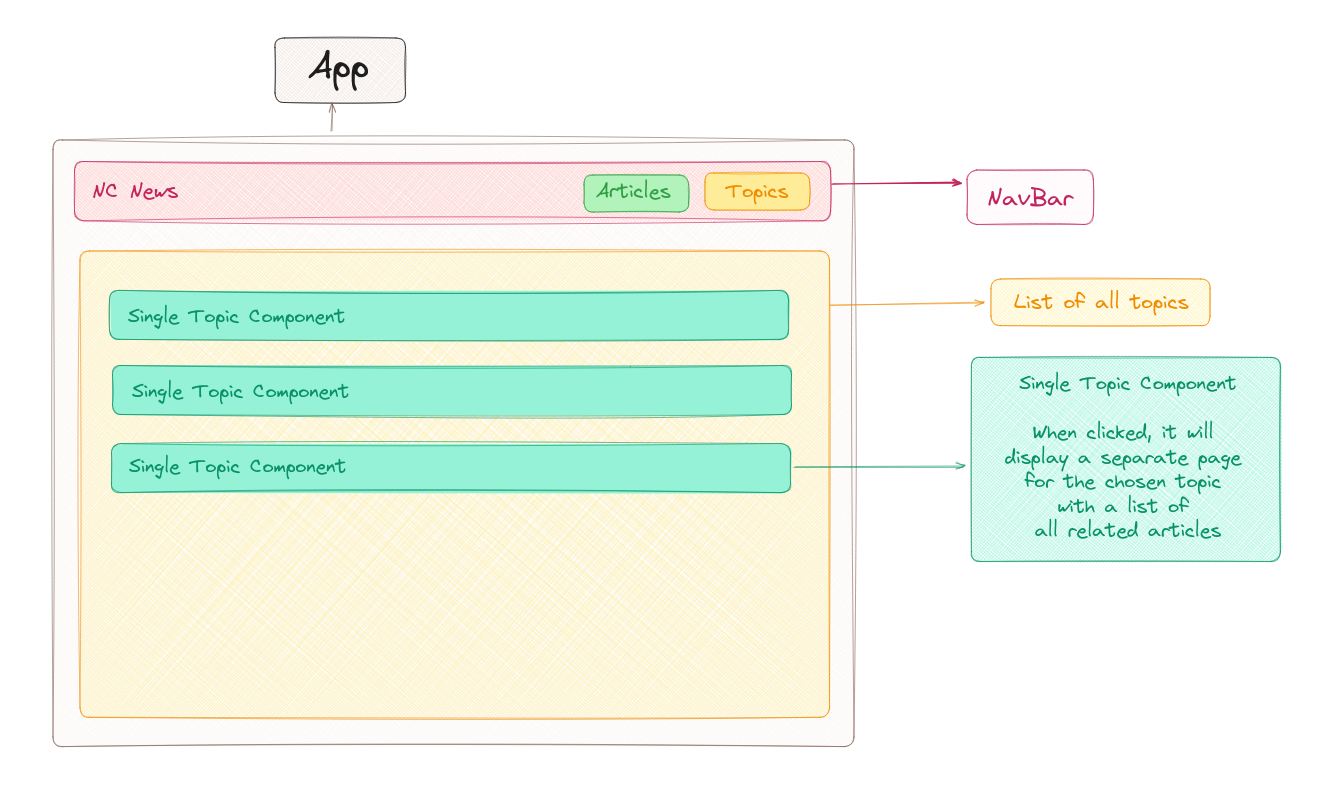 App
NC News
Articles
Topics
NavBar
List of all topics
Single Topic Component
Single Topic Component
Single Topic Component
Single Topic Component
When clicked, it will
display a separate page
for the chosen topic
with a list of
all related articles